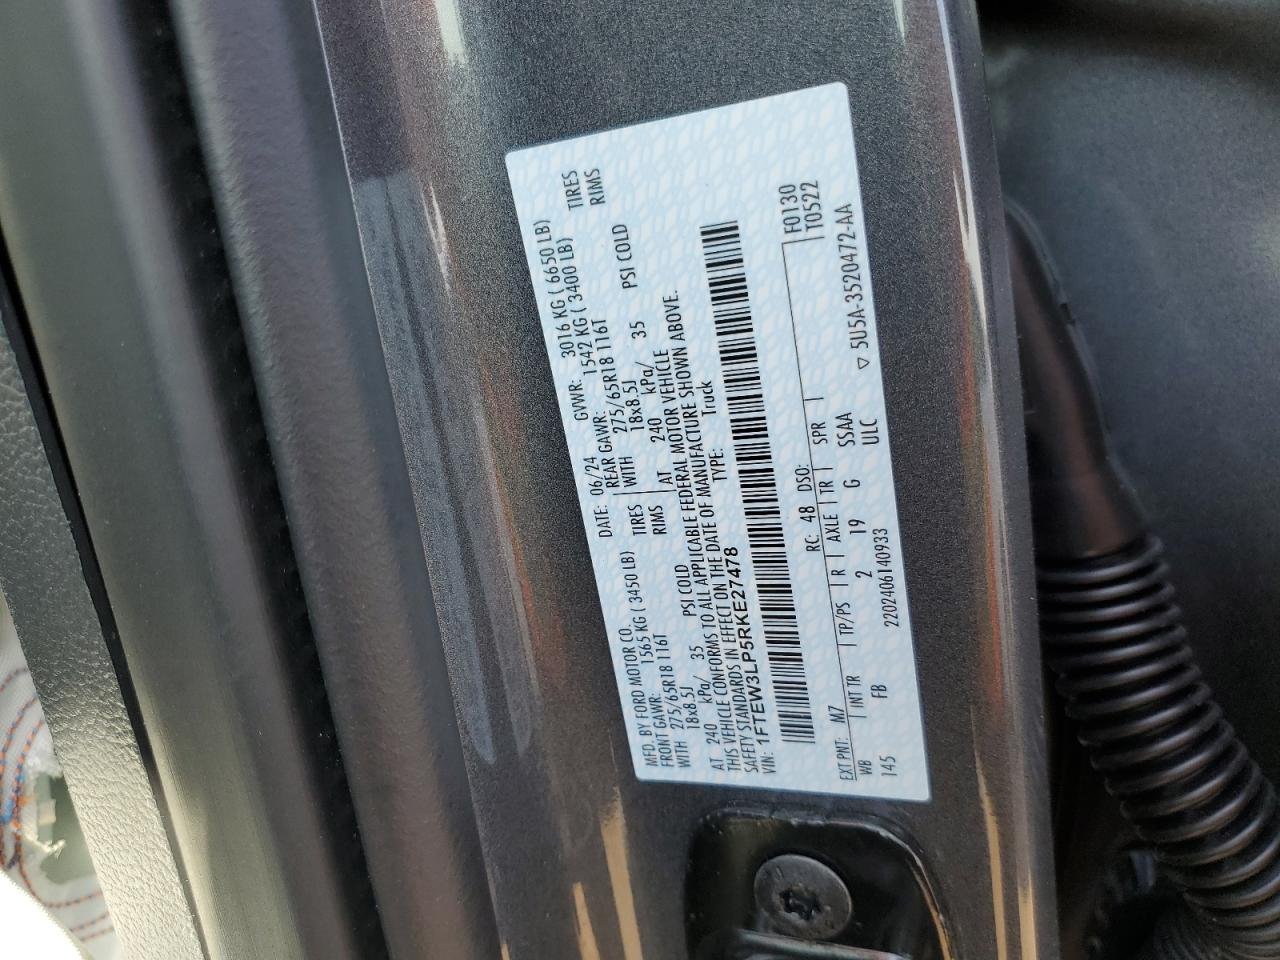 MFD. BY FORD MOTOR CO. DATE: 06/24 GVWR: 3016 KG ( 6650 LB)
FRONT GAWR: 1565 KG ( 3450 LB) REAR GAWR: 1542 KG ( 3400 LB)
WITH 275/65R18 116T TIRES WITH 275/65R18 116T TIRES
18x8.5J RIMS 18x8.5J RIMS
AT 240 kPa/ 35 PSI COLD AT 240 kPa/ 35 PSI COLD
THIS VEHICLE CONFORMS TO ALL APPLICABLE FEDERAL MOTOR VEHICLE
SAFETY STANDARDS IN EFFECT ON THE DATE OF MANUFACTURE SHOWN ABOVE.
VIN: 1FTEW3LP5RKE27478 TYPE: Truck
F0130
T0522
EXT PNT: M7 RC: 48 DSO:
WB INT TR TP/PS R AXLE TR SPR
145 FB 2 19 G SSAA
ULC
2202406140933 ▽ 5U5A-3520472-AA